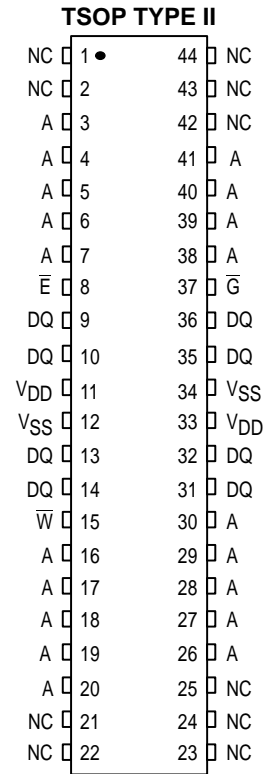 TSOP TYPE II
NC 1 44 NC
NC 2 43 NC
A 3 42 NC
A 4 41 A
A 5 40 A
A 6 39 A
A 7 38 A
E̅ 8 37 G̅
DQ 9 36 DQ
DQ 10 35 DQ
VDD 11 34 VSS
VSS 12 33 VDD
DQ 13 32 DQ
DQ 14 31 DQ
W̅ 15 30 A
A 16 29 A
A 17 28 A
A 18 27 A
A 19 26 A
A 20 25 NC
NC 21 24 NC
NC 22 23 NC